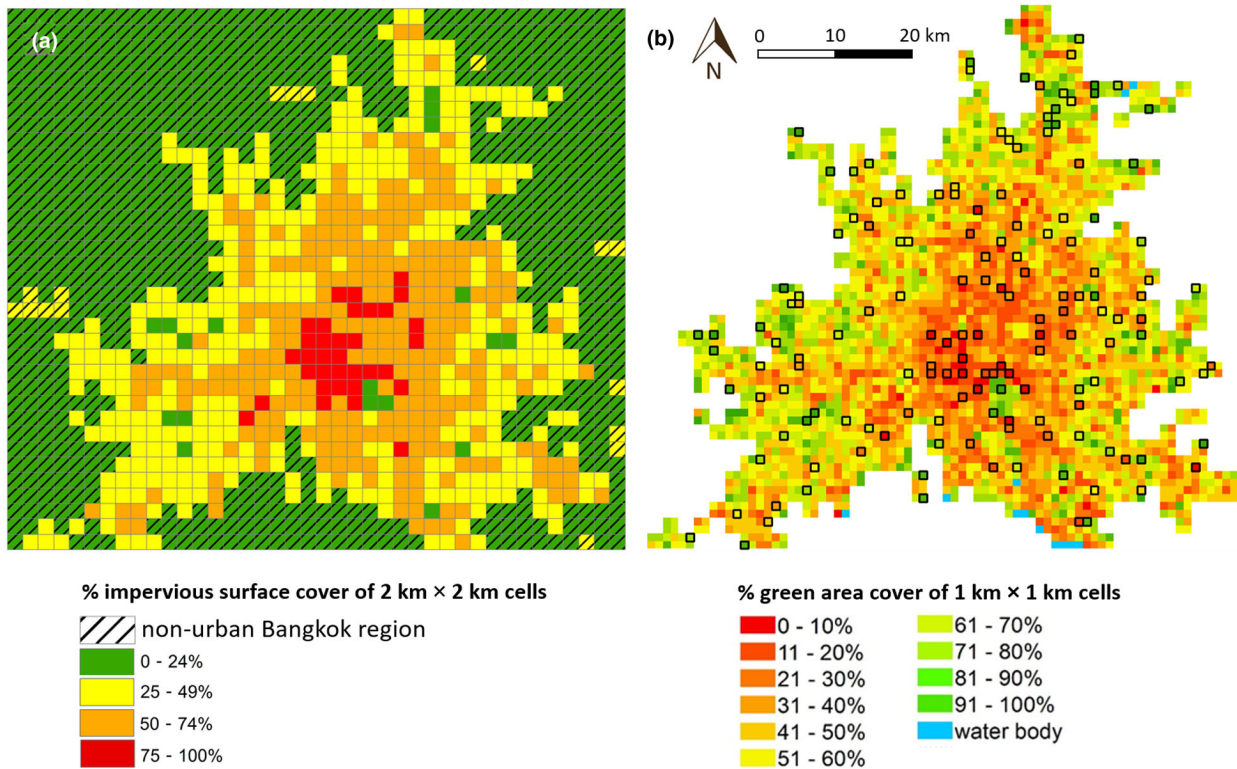 (a)
(b)
N
0 10 20 km
% impervious surface cover of 2 km × 2 km cells
non-urban Bangkok region
0 - 24%
25 - 49%
50 - 74%
75 - 100%
% green area cover of 1 km × 1 km cells
0 - 10%
11 - 20%
21 - 30%
31 - 40%
41 - 50%
51 - 60%
61 - 70%
71 - 80%
81 - 90%
91 - 100%
water body